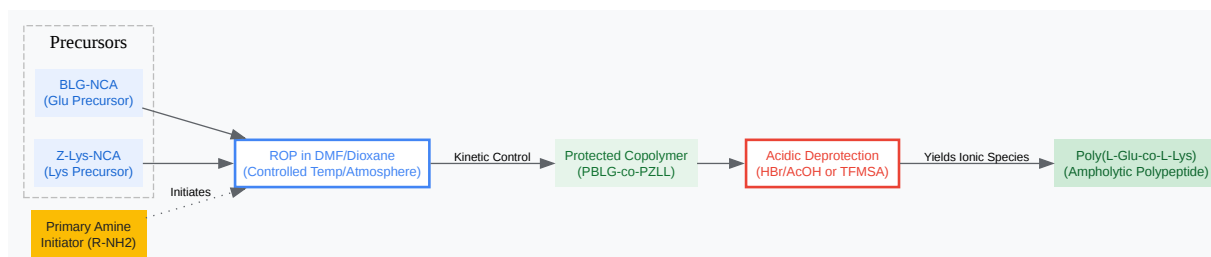 Precursors
BLG-NCA
(Glu Precursor)
Z-Lys-NCA
(Lys Precursor)
Primary Amine
Initiator (R-NH2)
Initiates
ROP in DMF/Dioxane
(Controlled Temp/Atmosphere)
Kinetic Control
Protected Copolymer
(PBLG-co-PZLL)
Acidic Deprotection
(HBr/AcOH or TFMSA)
Yields Ionic Species
Poly(L-Glu-co-L-Lys)
(Ampholytic Polypeptide)